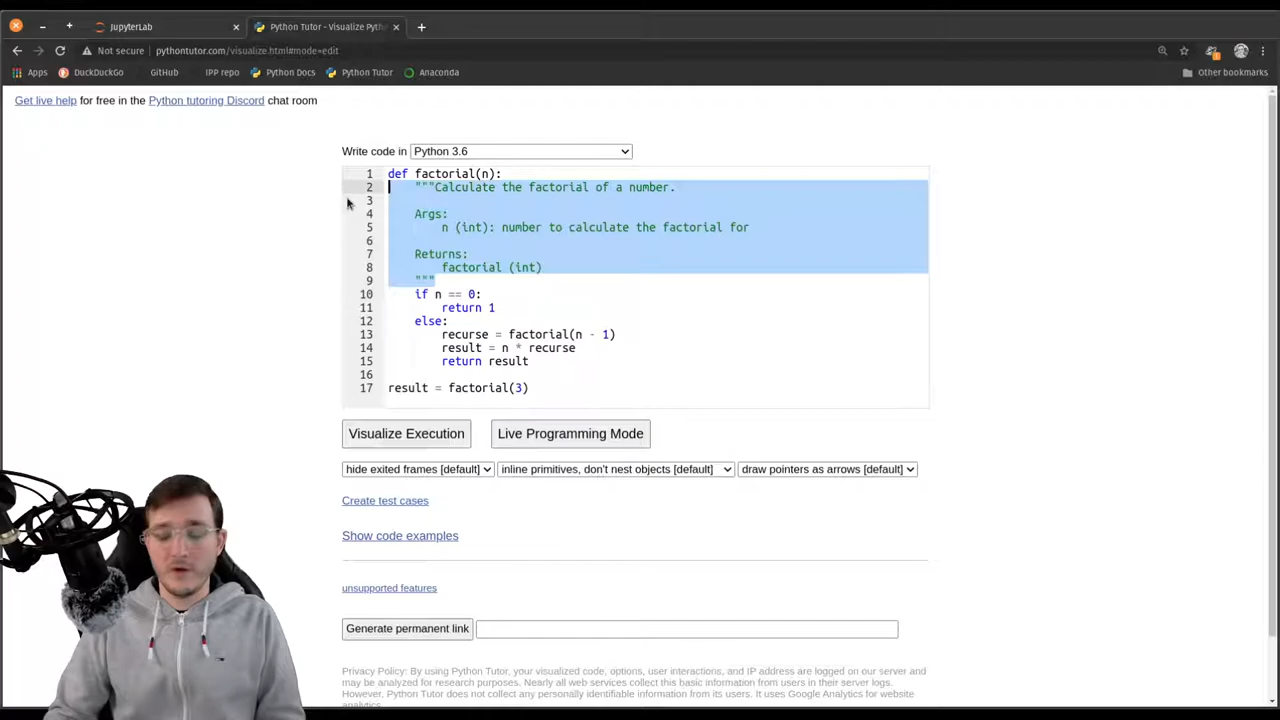 JupyterLab
Python Tutor - Visualize Pyth
Not secure
pythontutor.com/visualize.html#mode=edit
Apps
DuckDuckGo
GitHub
IPP repo
Python Docs
Python Tutor
Anaconda
Other bookmarks
Get live help for free in the Python tutoring Discord chat room
Write code in Python 3.6
1 def factorial(n):
2 """Calculate the factorial of a number.
3
4 Args:
5 n (int): number to calculate the factorial for
6
7 Returns:
8 factorial (int)
9 """
10 if n == 0:
11 return 1
12 else:
13 recurse = factorial(n - 1)
14 result = n * recurse
15 return result
16
17 result = factorial(3)
Visualize Execution
Live Programming Mode
hide exited frames [default]
inline primitives, don't nest objects [default]
draw pointers as arrows [default]
Create test cases
Show code examples
unsupported features
Generate permanent link
Privacy Policy: By using Python Tutor, your visualized code, options, user interactions, and IP address are logged on our server and
may be analyzed for research purposes. Nearly all web services collect this basic information from users in their server logs.
However, Python Tutor does not collect any personally identifiable information from its users. It uses Google Analytics for website
analytics.